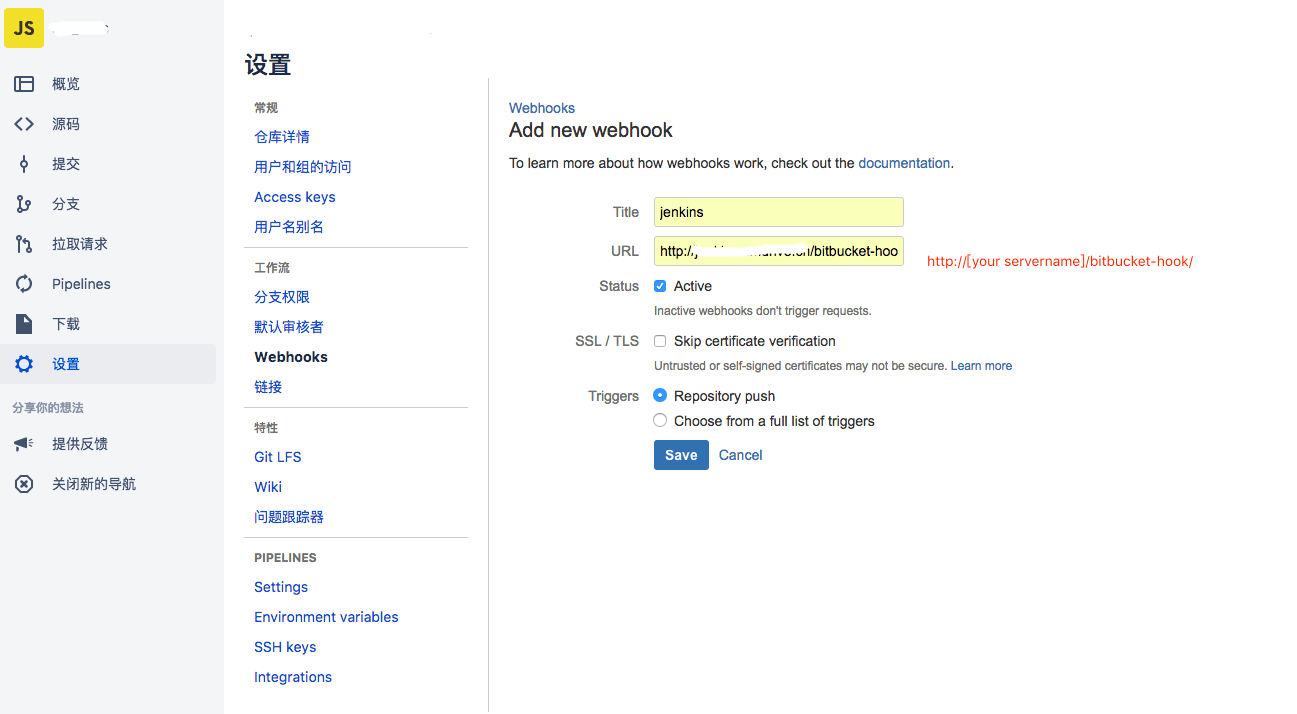 JS
概览
源码
提交
分支
拉取请求
Pipelines
下载
设置
分享你的想法
提供反馈
关闭新的导航
设置
常规
仓库详情
用户和组的访问
Access keys
用户名别名
工作流
分支权限
默认审核者
Webhooks
链接
特性
Git LFS
Wiki
问题跟踪器
PIPELINES
Settings
Environment variables
SSH keys
Integrations
Webhooks
Add new webhook
To learn more about how webhooks work, check out the documentation.
Title jenkins
URL http:/ /bitbucket-hoo http://[your servername]/bitbucket-hook/
Status Active
Inactive webhooks don't trigger requests.
SSL / TLS Skip certificate verification
Untrusted or self-signed certificates may not be secure. Learn more
Triggers Repository push
Choose from a full list of triggers
Save Cancel